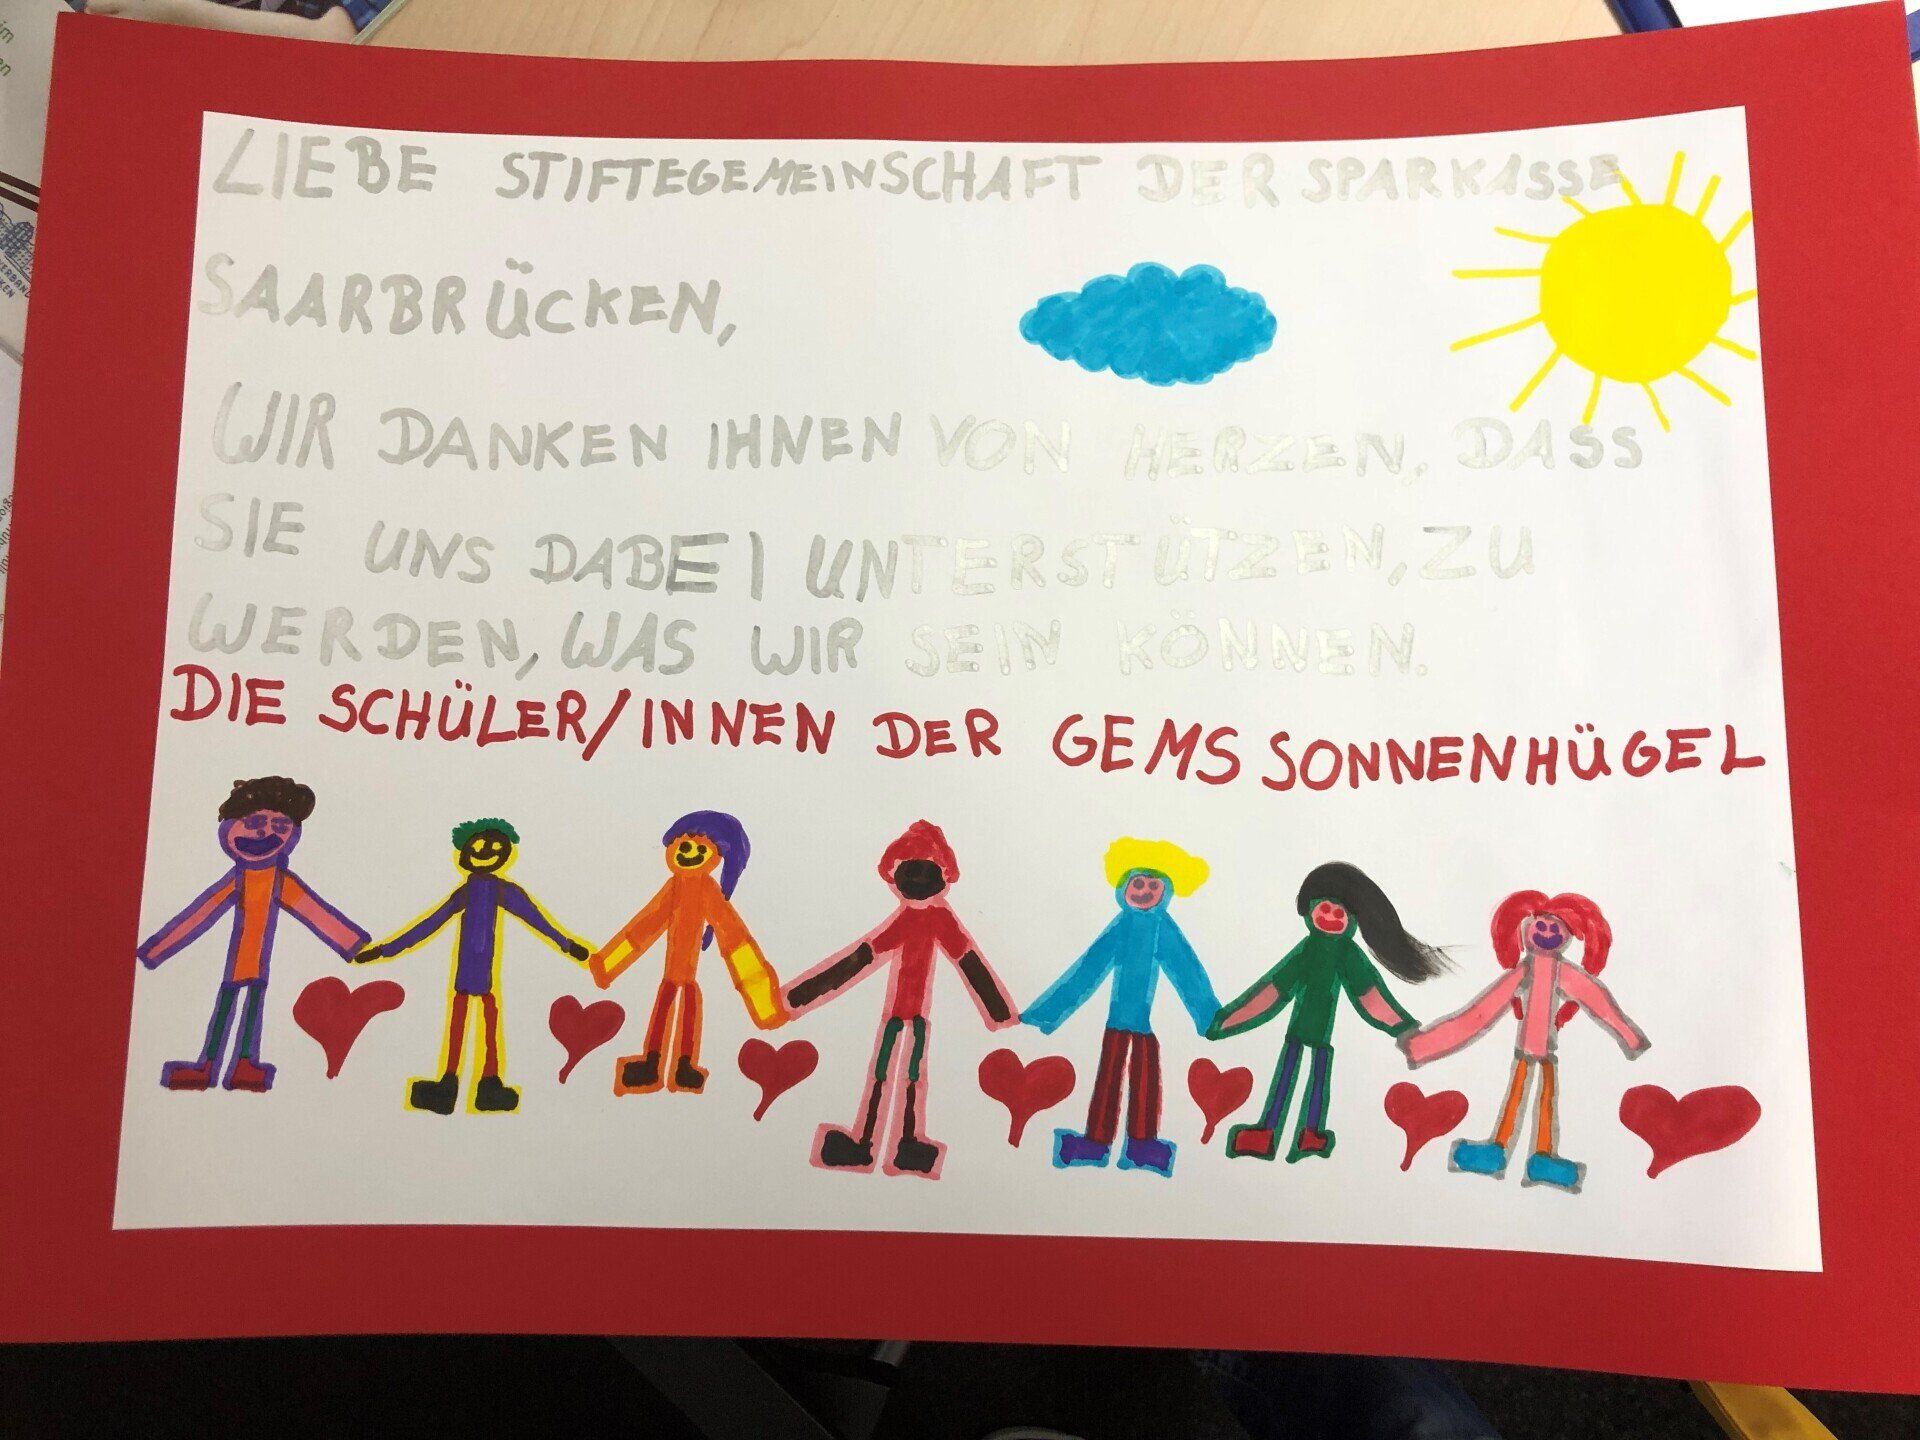 LIEBE STIFTEGEMEINSCHAFT DER SPARKASSE
SAARBRÜCKEN,
WIR DANKEN IHNEN VON HERZEN, DASS
SIE UNS DABEI UNTERSTÜTZEN, ZU
WERDEN, WAS WIR SEIN KÖNNEN.
DIE SCHÜLER/INNEN DER GEMS SONNENHÜGEL